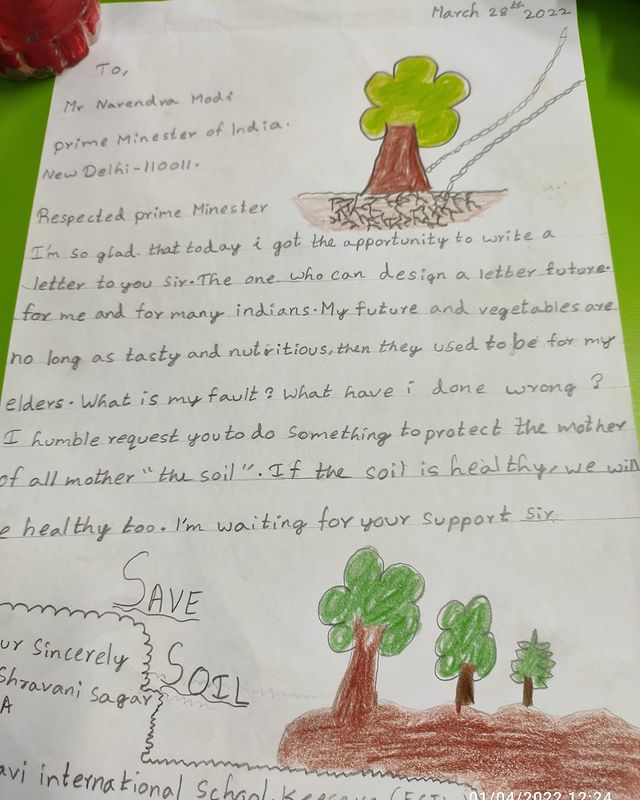 March 28th 2022
To,
Mr Narendra Modi
prime Minester of India.
New Delhi-110011.
Respected prime Minester
I'm so glad. that today i got the apportunity to write a
letter to you sir. The one who can design a letter future.
for me and for many indians. My future and vegetables are
no long as tasty and nutritious, then they used to be for my
elders. What is my fault? What have i done wrong?
I humble request you to do something to protect the mother
of all mother "the soil". If the soil is healthy, we will
e healthy too. I'm waiting for your support sir
SAVE
SOIL
ur Sincerely
Shravani Sagar
A
avi international School Keesara (ECIL
01/04/2022 12:24